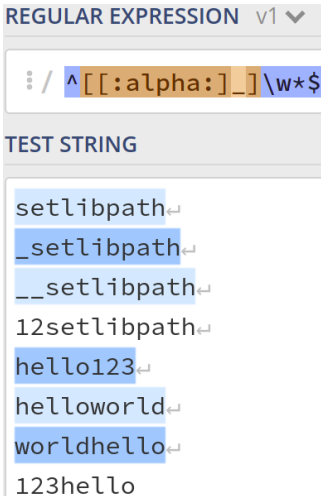 REGULAR EXPRESSION v1
/ ^[[:alpha:]_]\w*$
TEST STRING
setlibpath↵
_setlibpath↵
__setlibpath↵
12setlibpath↵
hello123↵
helloworld↵
worldhello↵
123hello